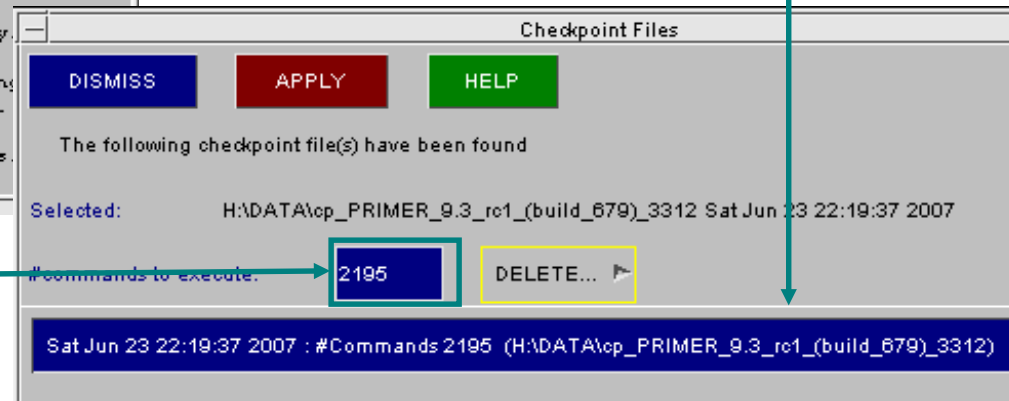 Checkpoint Files
DISMISS APPLY HELP
The following checkpoint file(s) have been found
Selected: H:\DATA\cp_PRIMER_9.3_rc1_(build_679)_3312 Sat Jun 23 22:19:37 2007
#commands to execute: 2195 DELETE...
Sat Jun 23 22:19:37 2007 : #Commands 2195 (H:\DATA\cp_PRIMER_9.3_rc1_(build_679)_3312)